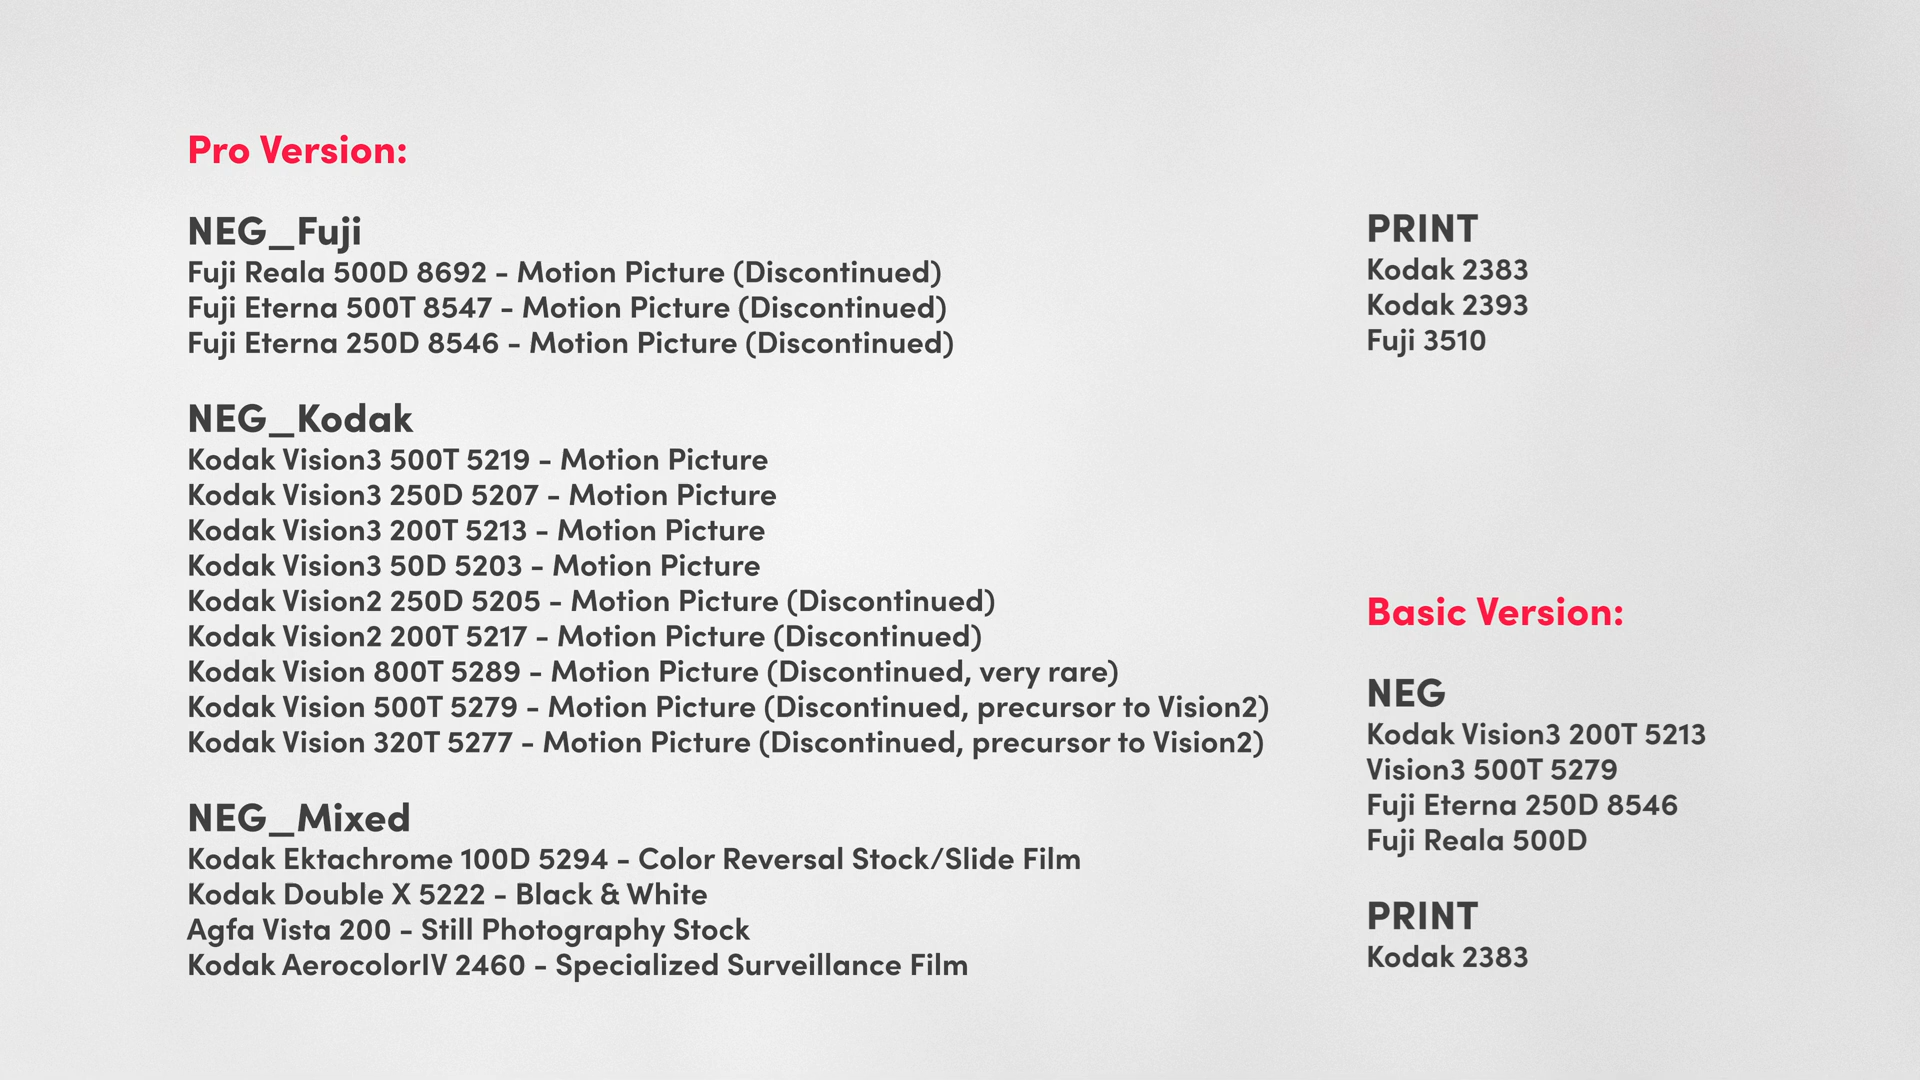 Pro Version:
NEG_Fuji
Fuji Reala 500D 8692 - Motion Picture (Discontinued)
Fuji Eterna 500T 8547 - Motion Picture (Discontinued)
Fuji Eterna 250D 8546 - Motion Picture (Discontinued)
NEG_Kodak
Kodak Vision3 500T 5219 - Motion Picture
Kodak Vision3 250D 5207 - Motion Picture
Kodak Vision3 200T 5213 - Motion Picture
Kodak Vision3 50D 5203 - Motion Picture
Kodak Vision2 250D 5205 - Motion Picture (Discontinued)
Kodak Vision2 200T 5217 - Motion Picture (Discontinued)
Kodak Vision 800T 5289 - Motion Picture (Discontinued, very rare)
Kodak Vision 500T 5279 - Motion Picture (Discontinued, precursor to Vision2)
Kodak Vision 320T 5277 - Motion Picture (Discontinued, precursor to Vision2)
NEG_Mixed
Kodak Ektachrome 100D 5294 - Color Reversal Stock/Slide Film
Kodak Double X 5222 - Black & White
Agfa Vista 200 - Still Photography Stock
Kodak AerocolorIV 2460 - Specialized Surveillance Film
PRINT
Kodak 2383
Kodak 2393
Fuji 3510
Basic Version:
NEG
Kodak Vision3 200T 5213
Vision3 500T 5279
Fuji Eterna 250D 8546
Fuji Reala 500D
PRINT
Kodak 2383